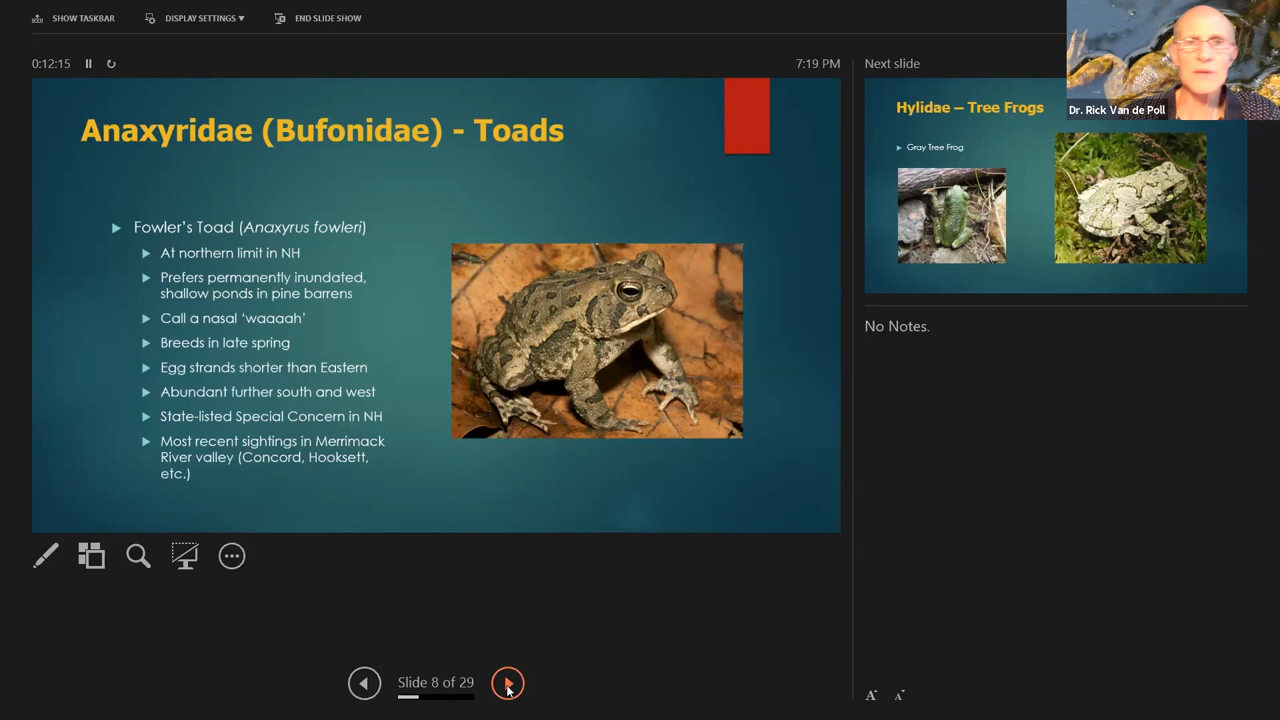 SHOW TASKBAR
DISPLAY SETTINGS ▼
END SLIDE SHOW
0:12:15
7:19 PM
Next slide
Dr. Rick Van de Poll
Anaxyridae (Bufonidae) - Toads
Fowler's Toad (Anaxyrus fowleri)
At northern limit in NH
Prefers permanently inundated,
shallow ponds in pine barrens
Call a nasal 'waaaah'
Breeds in late spring
Egg strands shorter than Eastern
Abundant further south and west
State-listed Special Concern in NH
Most recent sightings in Merrimack
River valley (Concord, Hooksett,
etc.)
Hylidae – Tree Frogs
Gray Tree Frog
No Notes.
Slide 8 of 29
A A